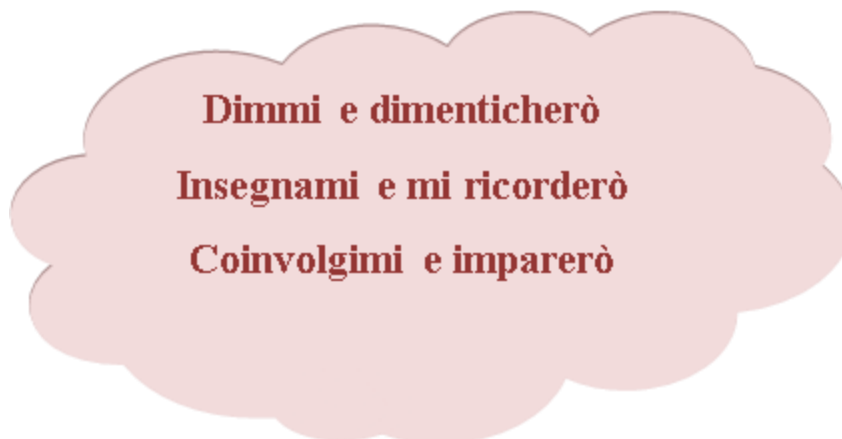 Dimmi e dimenticherò
Insegnami e mi ricorderò
Coinvolgimi e imparerò